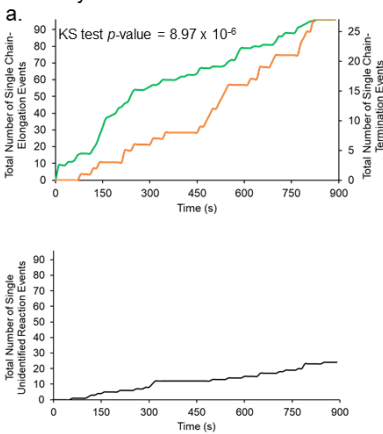 a.
KS test p-value = 8.97 x 10⁻⁶
Total Number of Single Chain-
Elongation Events
90
80
70
60
50
40
30
20
10
0
25
20
15
10
5
0
Total Number of Single Chain-
Termination Events
0 150 300 450 600 750 900
Time (s)
Total Number of Single
Unidentified Reaction Events
90
80
70
60
50
40
30
20
10
0
0 150 300 450 600 750 900
Time (s)